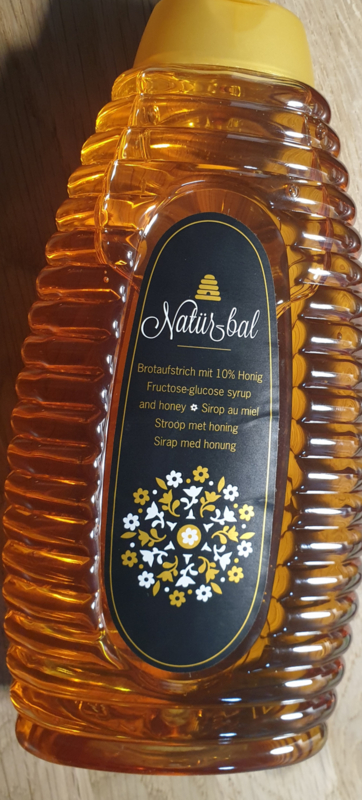 Natürbal
Brotaufstrich mit 10% Honig
Fructose-glucose syrup
and honey ✿ Sirop au miel
Stroop met honing
Sirap med honung